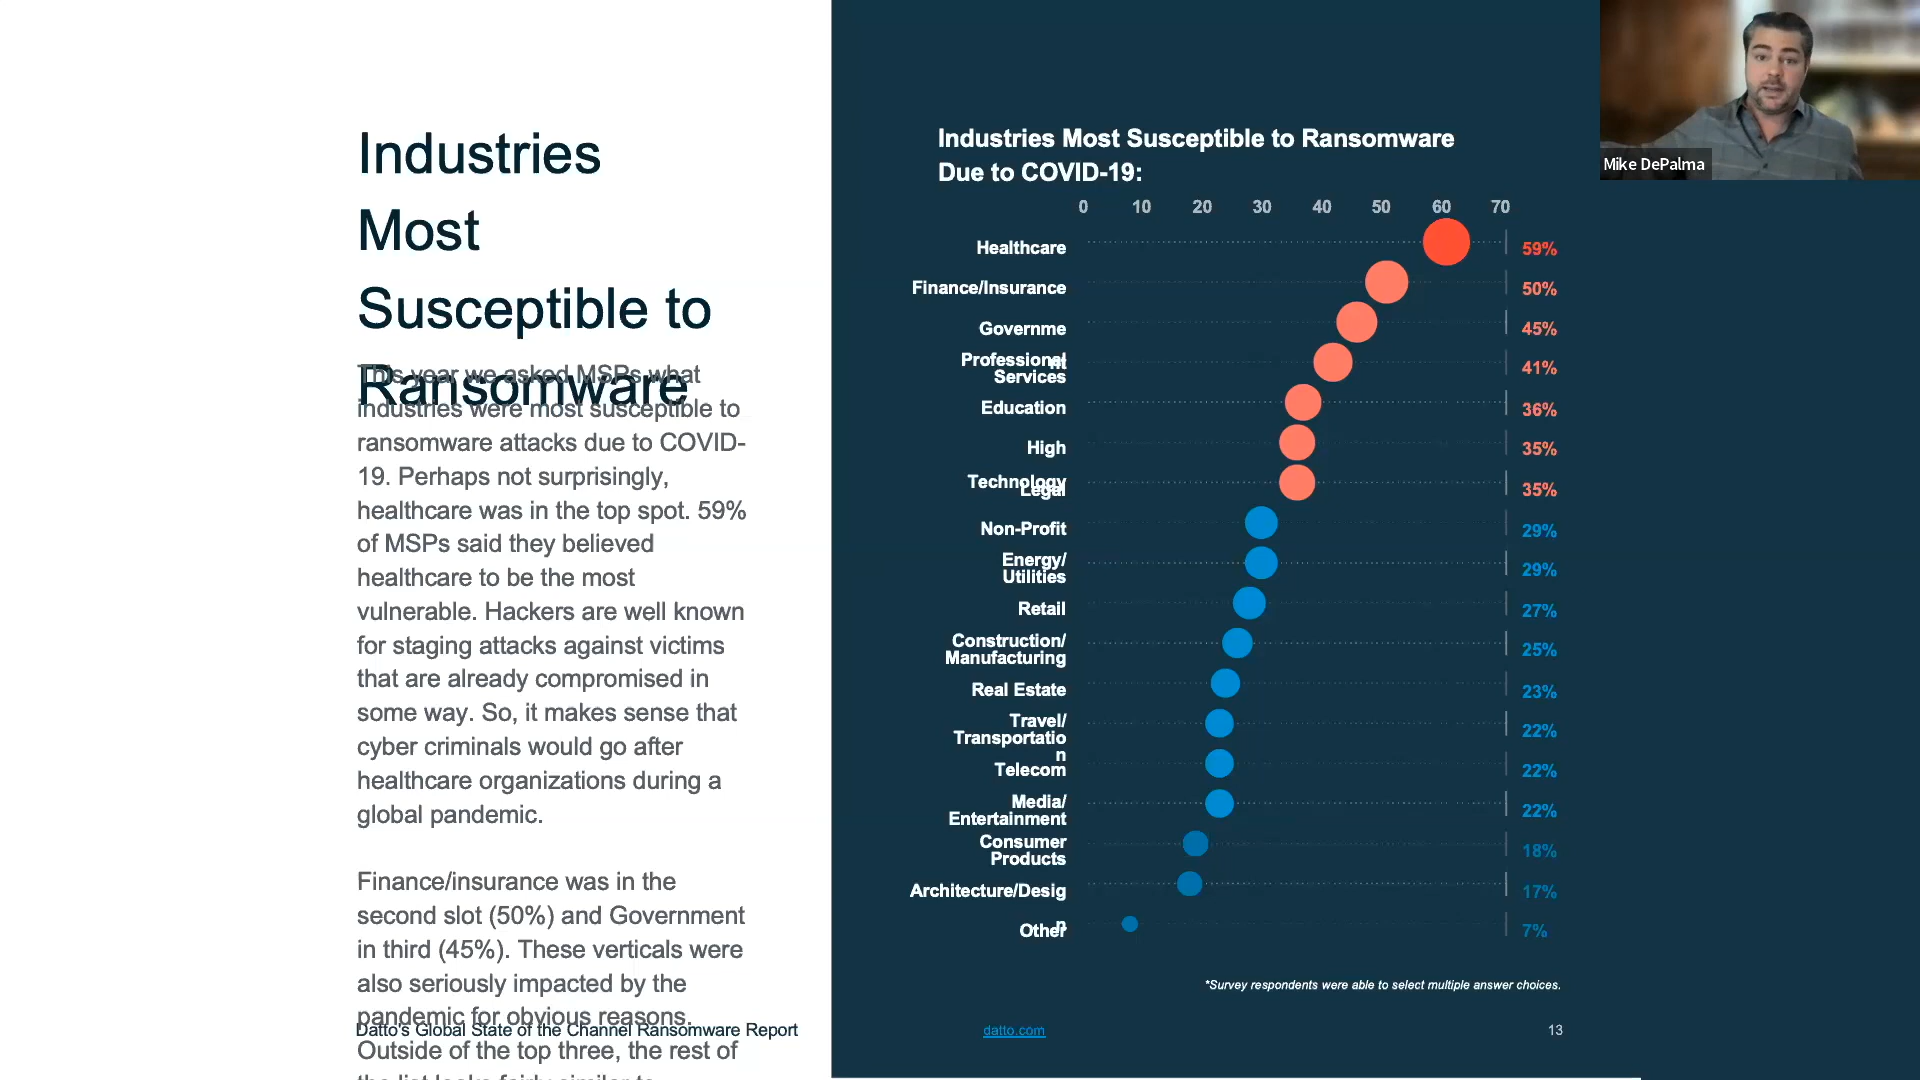 Industries
Most
Susceptible to
Ransomware
This year we asked MSPs what
industries were most susceptible to
ransomware attacks due to COVID-
19. Perhaps not surprisingly,
healthcare was in the top spot. 59%
of MSPs said they believed
healthcare to be the most
vulnerable. Hackers are well known
for staging attacks against victims
that are already compromised in
some way. So, it makes sense that
cyber criminals would go after
healthcare organizations during a
global pandemic.
Finance/insurance was in the
second slot (50%) and Government
in third (45%). These verticals were
also seriously impacted by the
pandemic for obvious reasons.
Outside of the top three, the rest of
the list looks fairly similar to
Datto's Global State of the Channel Ransomware Report
Industries Most Susceptible to Ransomware
Due to COVID-19:
0 10 20 30 40 50 60 70
Healthcare 59%
Finance/Insurance 50%
Governme
nt
45%
Professional
Services
41%
Education 36%
High
Technology
35%
Legal 35%
Non-Profit 29%
Energy/
Utilities
29%
Retail 27%
Construction/
Manufacturing
25%
Real Estate 23%
Travel/
Transportatio
n
22%
Telecom 22%
Media/
Entertainment
22%
Consumer
Products
18%
Architecture/Desig
n
17%
Other 7%
*Survey respondents were able to select multiple answer choices.
datto.com
13
Mike DePalma